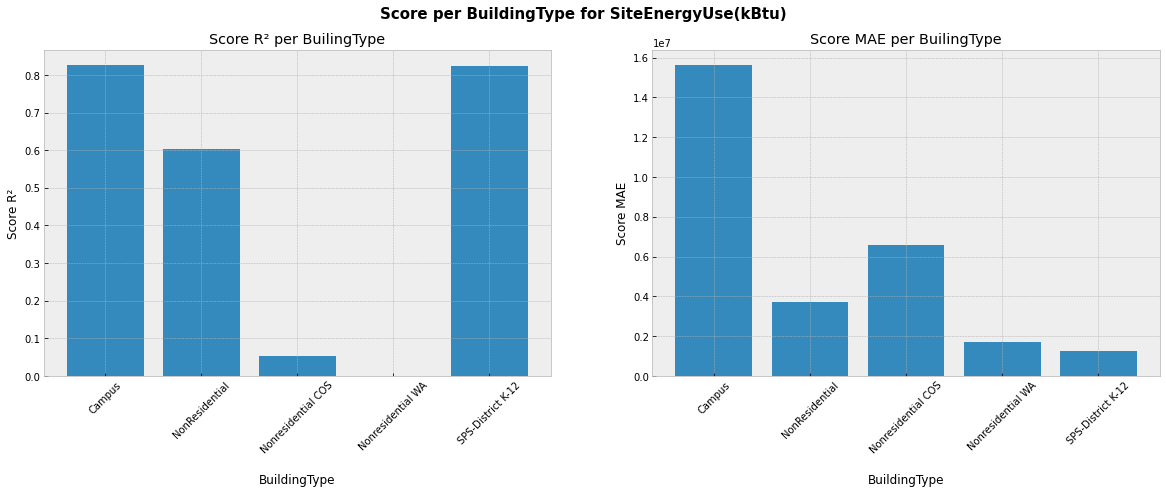 Score per BuildingType for SiteEnergyUse(kBtu)
Score R² per BuilingType
0.8
0.7
0.6
0.5
0.4
0.3
0.2
0.1
0.0
Score R²
Campus
NonResidential
Nonresidential COS
Nonresidential WA
SPS-District K-12
BuildingType
Score MAE per BuilingType
1e7
1.6
1.4
1.2
1.0
0.8
0.6
0.4
0.2
0.0
Score MAE
Campus
NonResidential
Nonresidential COS
Nonresidential WA
SPS-District K-12
BuildingType